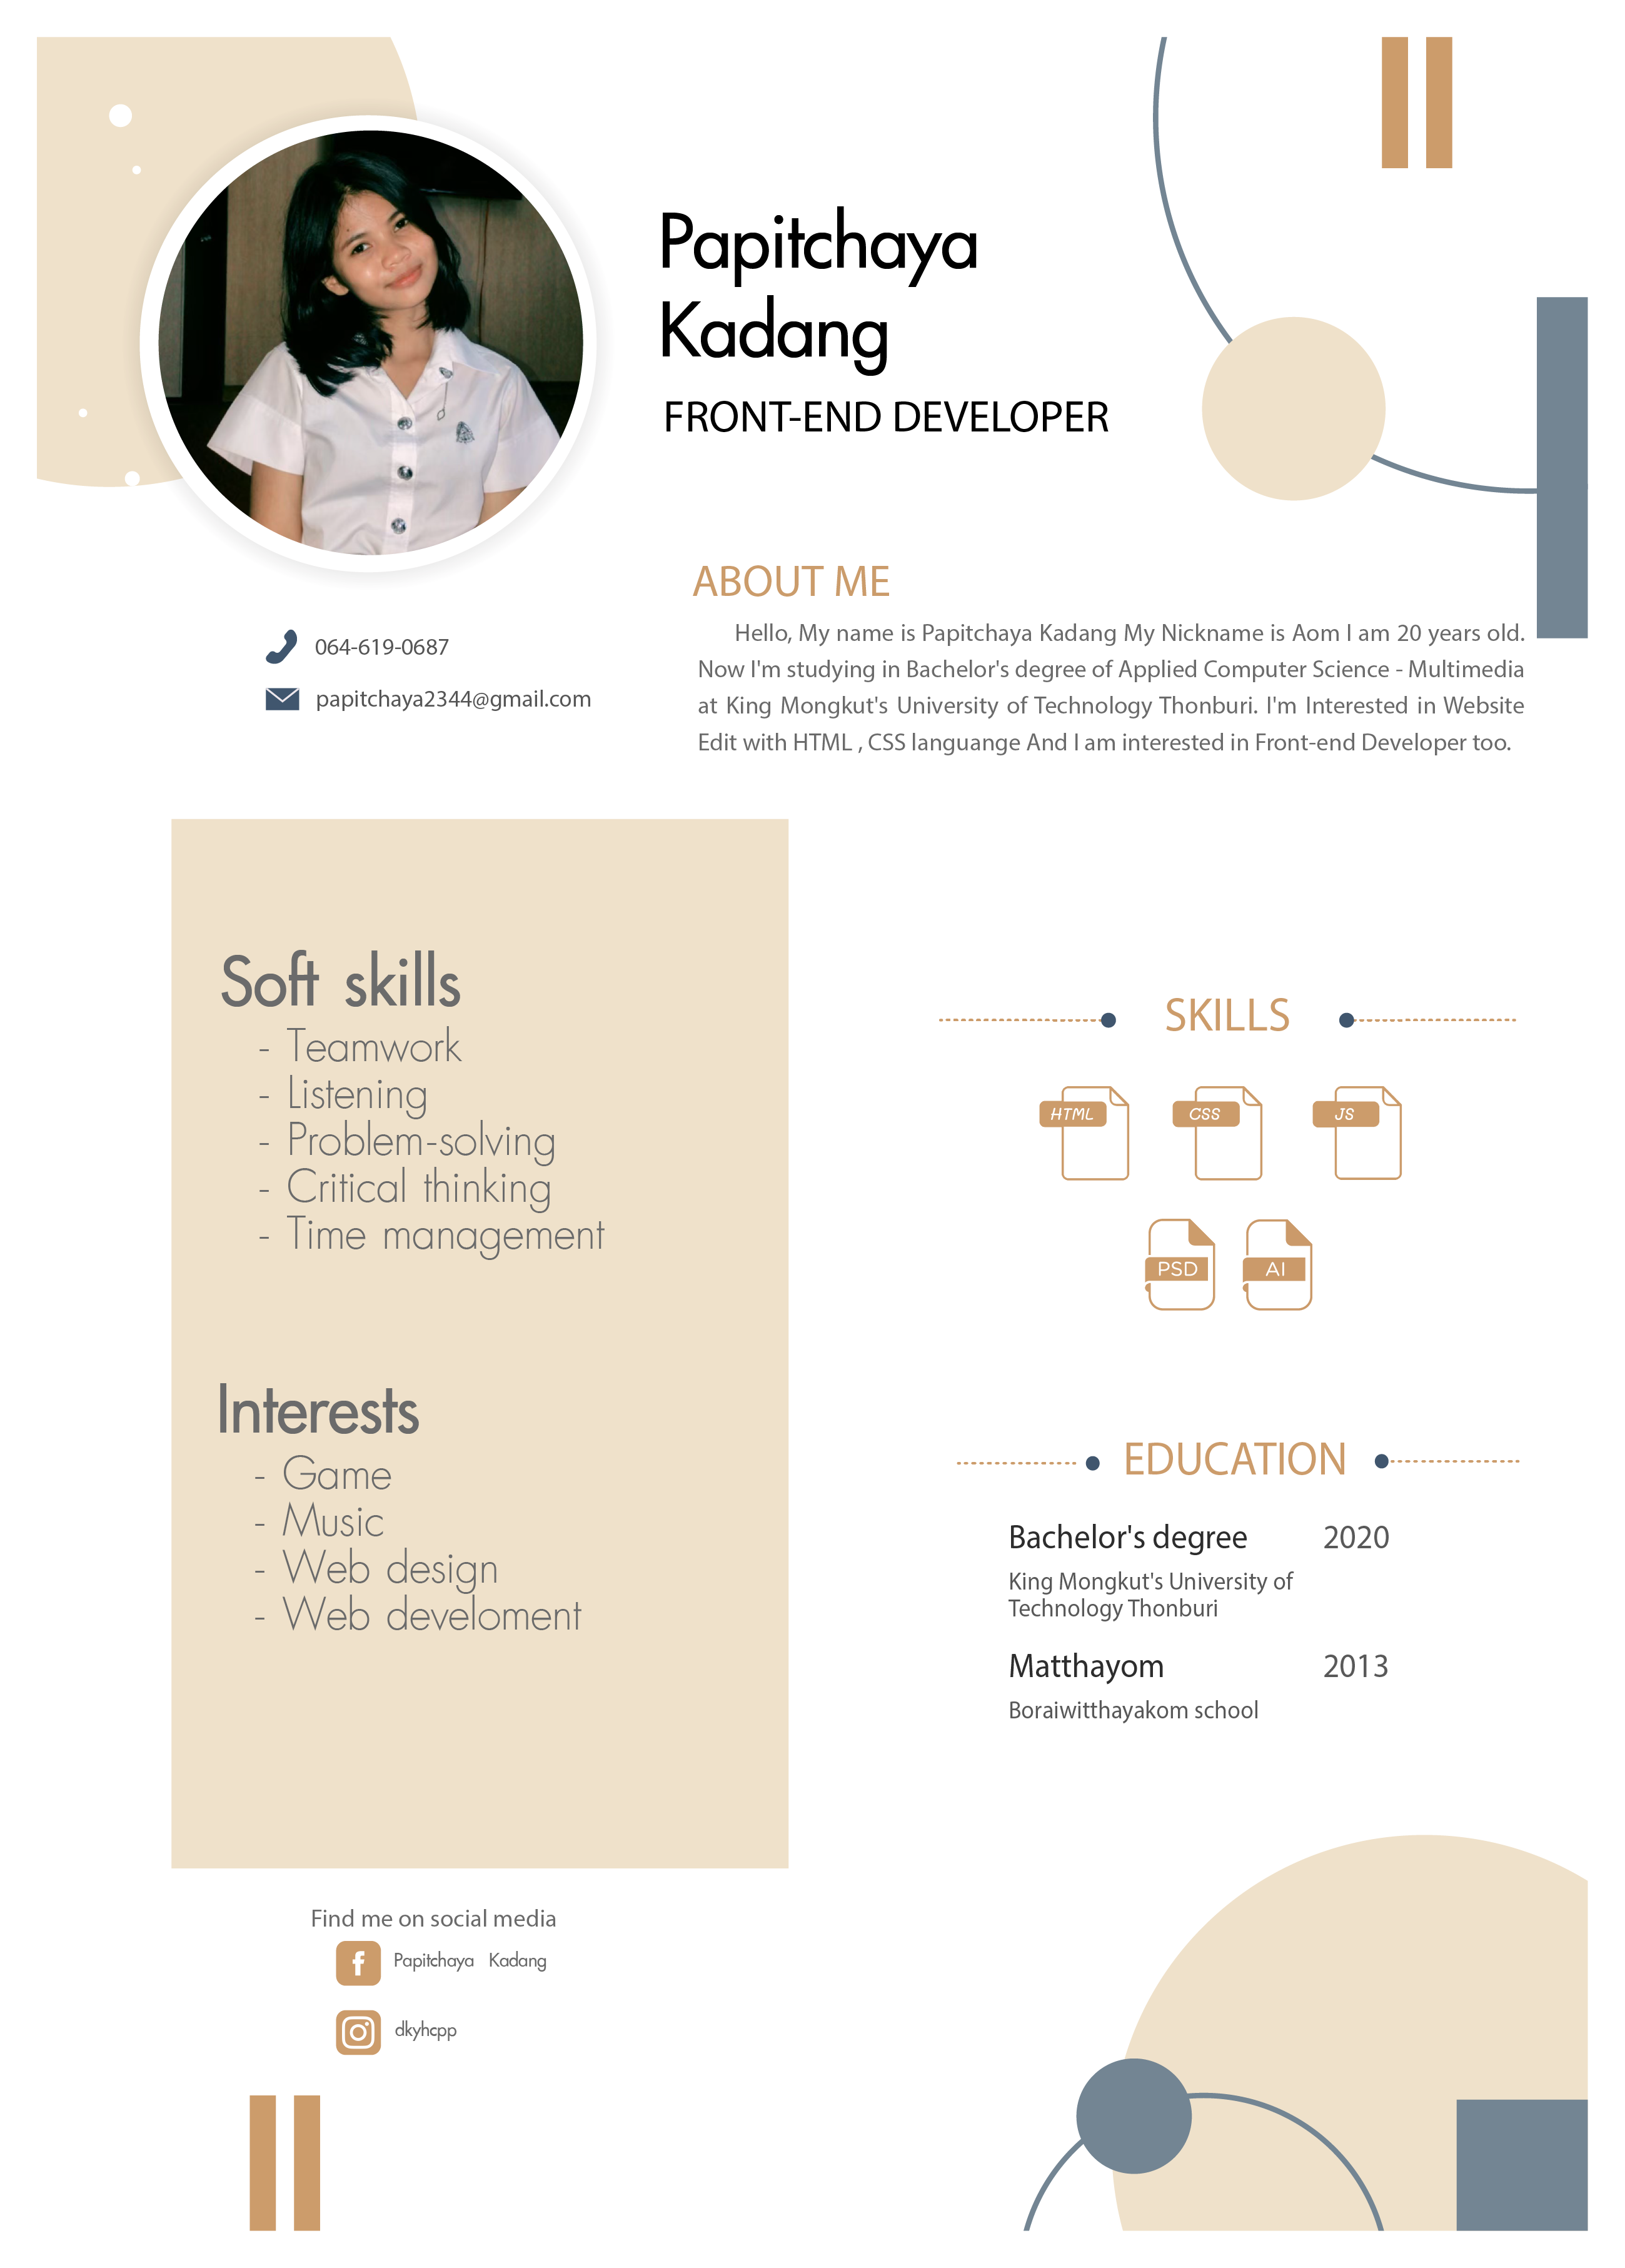 Papitchaya
Kadang
FRONT-END DEVELOPER
064-619-0687
papitchaya2344@gmail.com
ABOUT ME
Hello, My name is Papitchaya Kadang My Nickname is Aom I am 20 years old.
Now I'm studying in Bachelor's degree of Applied Computer Science - Multimedia
at King Mongkut's University of Technology Thonburi. I'm Interested in Website
Edit with HTML , CSS languange And I am interested in Front-end Developer too.
Soft skills
- Teamwork
- Listening
- Problem-solving
- Critical thinking
- Time management
Interests
- Game
- Music
- Web design
- Web develoment
SKILLS
HTML CSS JS
PSD AI
EDUCATION
Bachelor's degree 2020
King Mongkut's University of
Technology Thonburi
Matthayom 2013
Boraiwitthayakom school
Find me on social media
Papitchaya Kadang
dkyhcpp